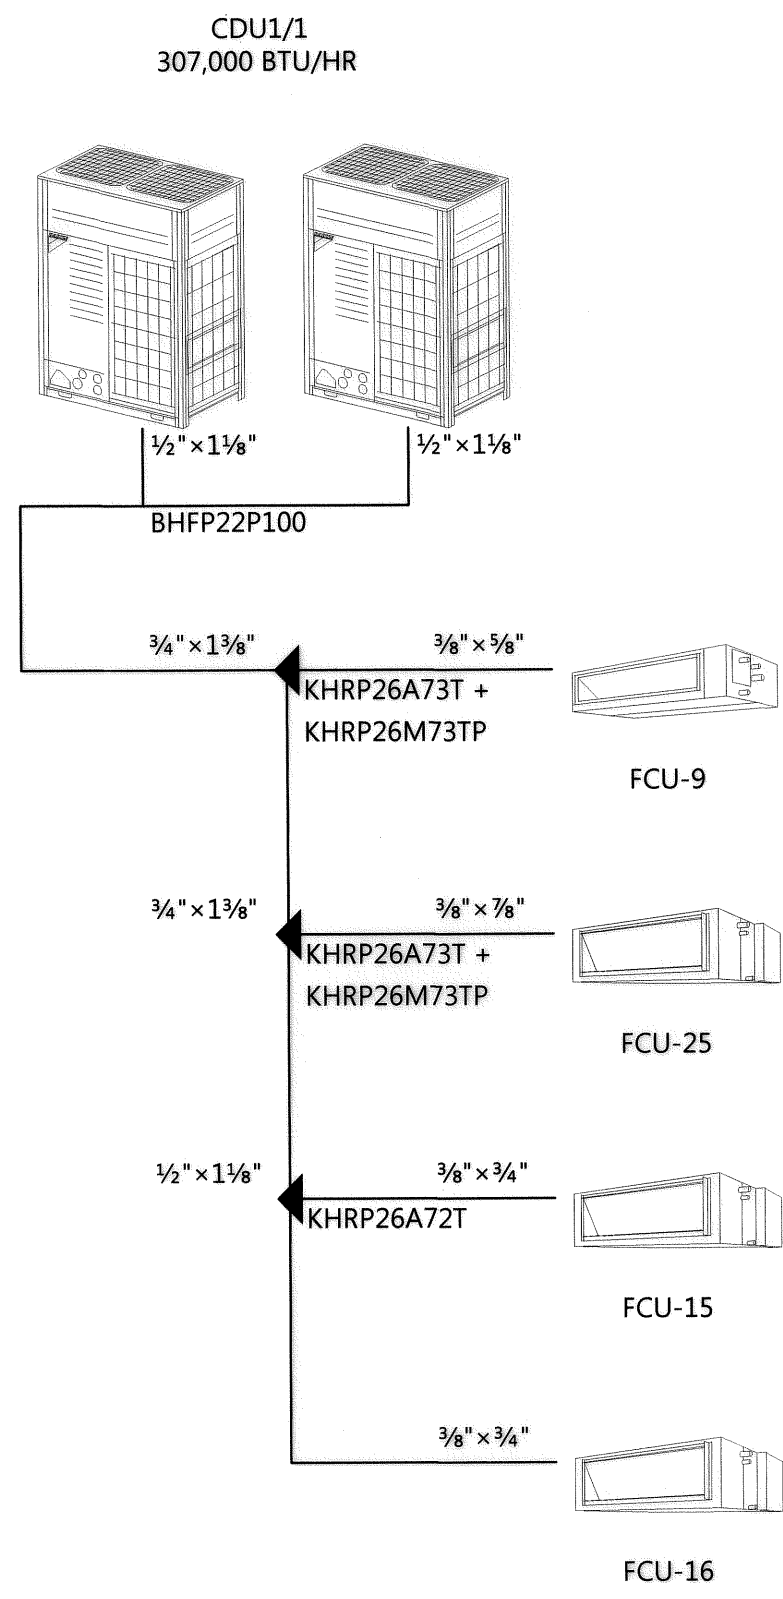 CDU1/1
307,000 BTU/HR
½"×1⅛"
½"×1⅛"
BHFP22P100
¾"×1⅜"
⅜"×⅝"
KHRP26A73T +
KHRP26M73TP
FCU-9
¾"×1⅜"
⅜"×⅞"
KHRP26A73T +
KHRP26M73TP
FCU-25
½"×1⅛"
⅜"×¾"
KHRP26A72T
FCU-15
⅜"×¾"
FCU-16